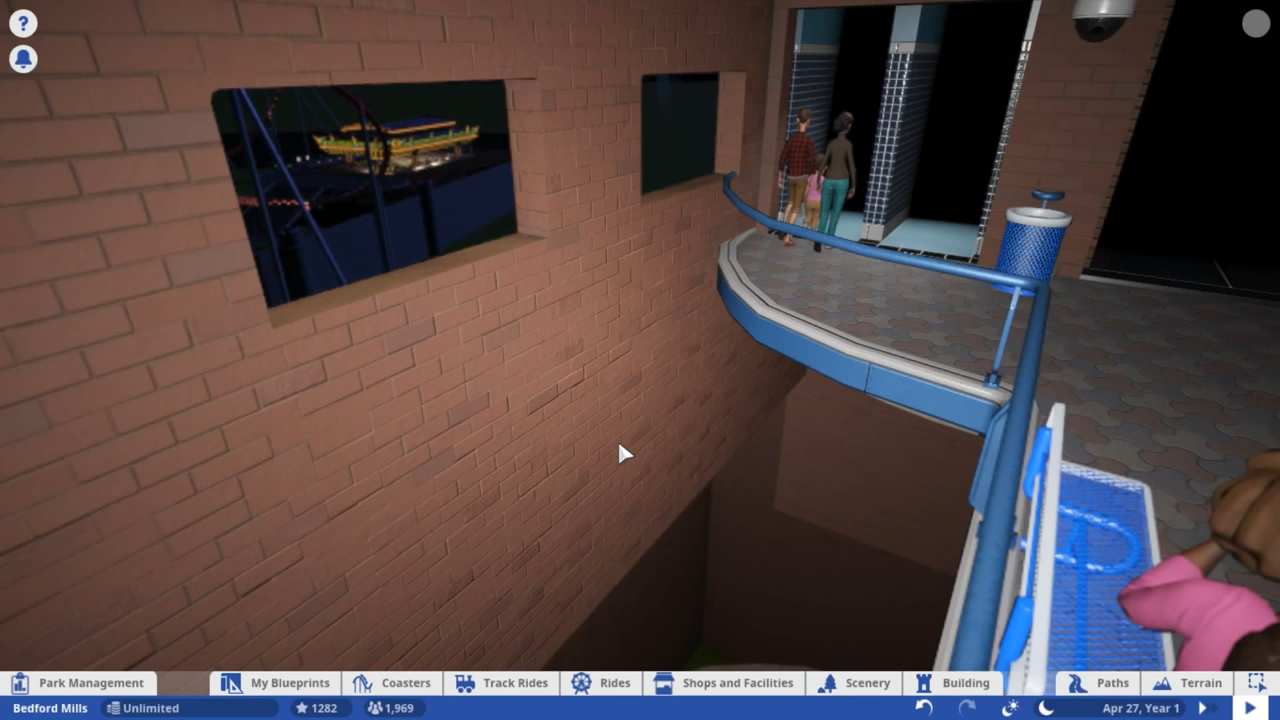 ?
Park Management
My Blueprints
Coasters
Track Rides
Rides
Shops and Facilities
Scenery
Building
Paths
Terrain
Bedford Mills
Unlimited
1282
1,969
Apr 27, Year 1